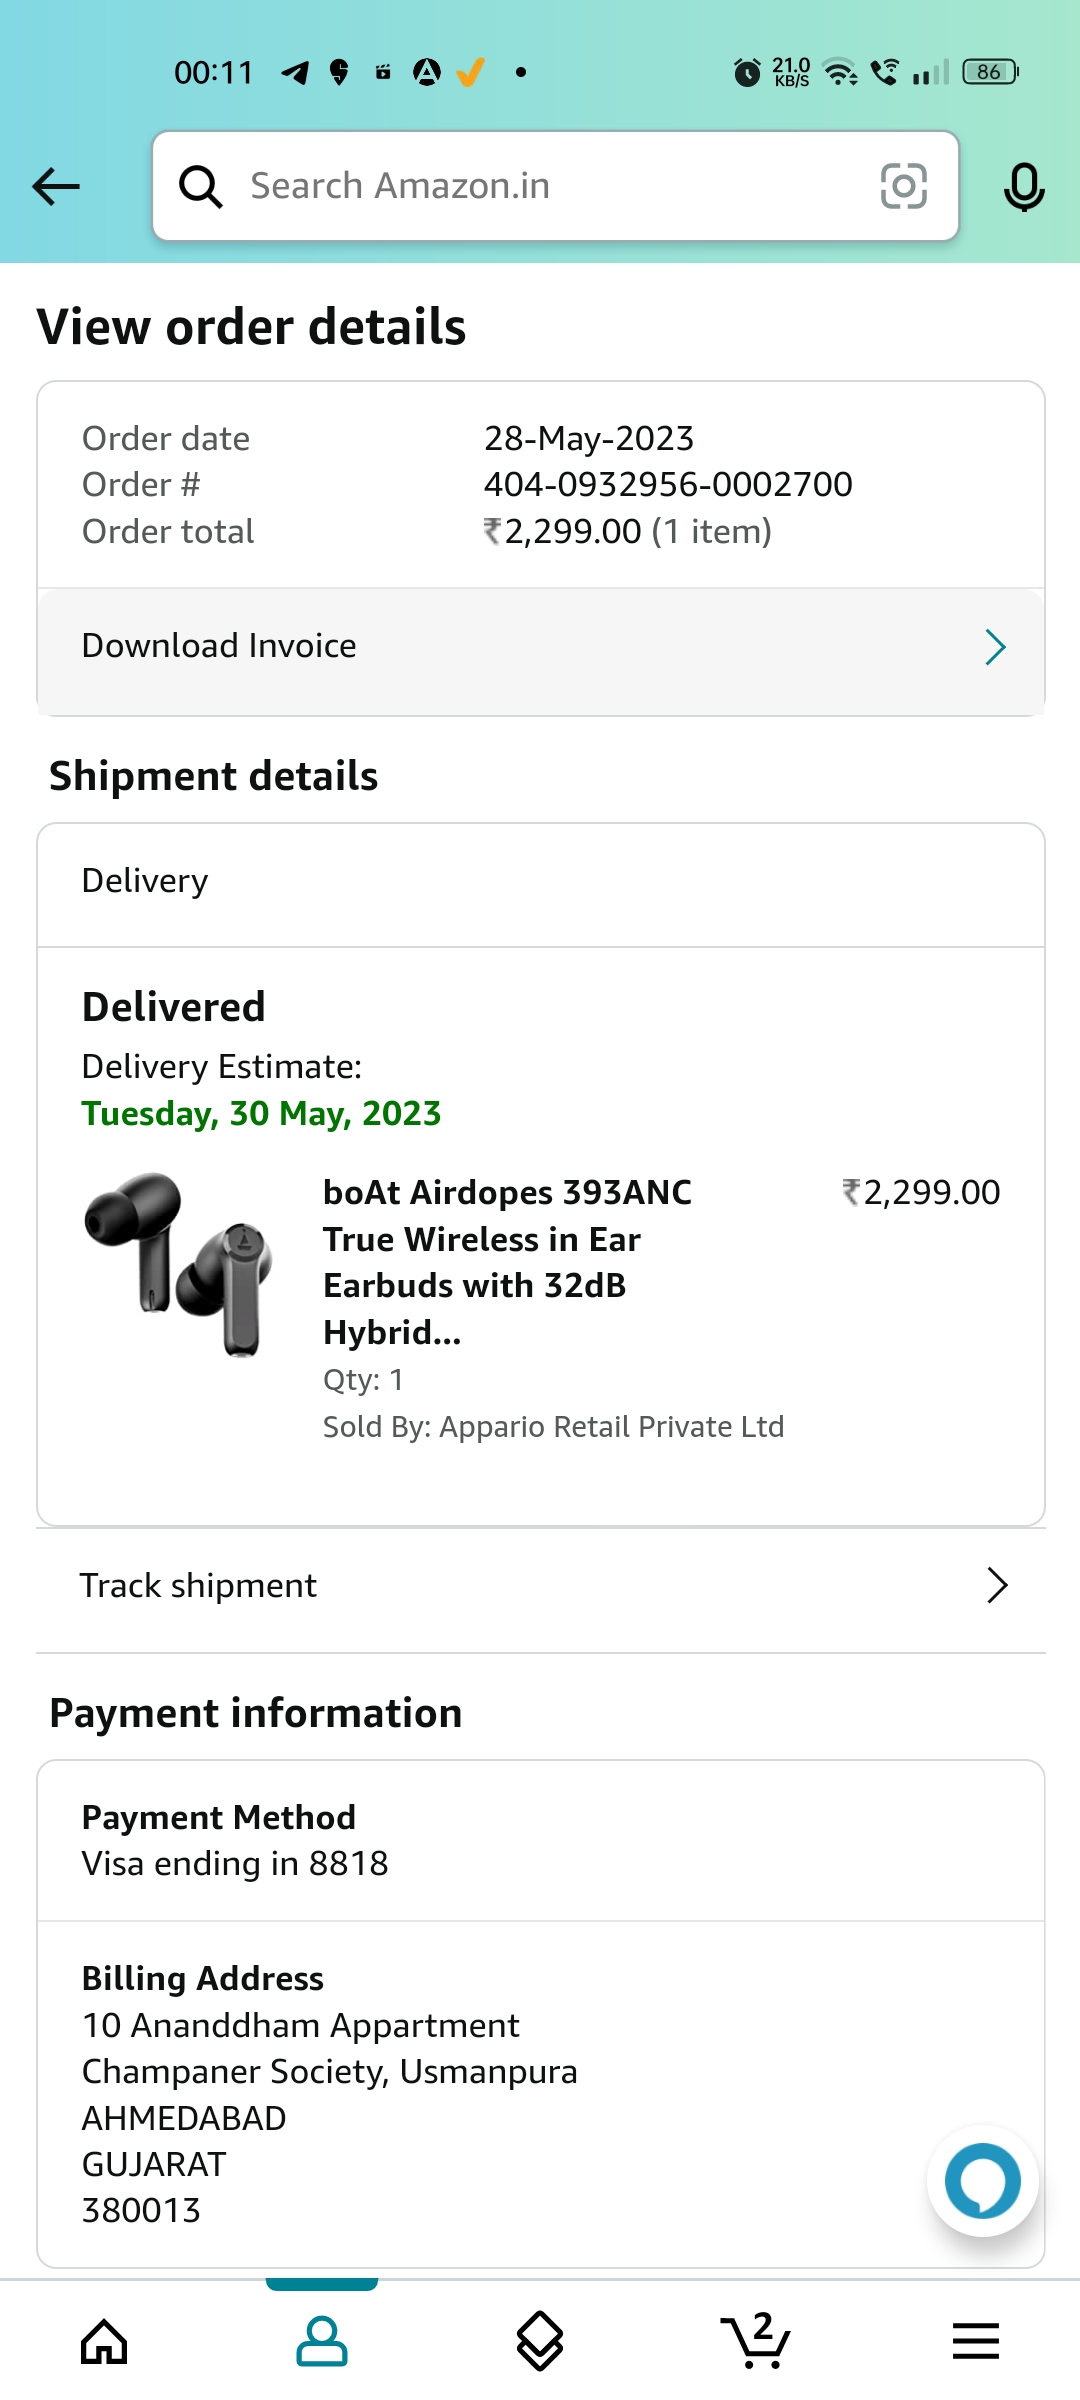 00:11
21.0
KB/S
86
Search Amazon.in
View order details
Order date 28-May-2023
Order # 404-0932956-0002700
Order total ₹2,299.00 (1 item)
Download Invoice
Shipment details
Delivery
Delivered
Delivery Estimate:
Tuesday, 30 May, 2023
boAt Airdopes 393ANC ₹2,299.00
True Wireless in Ear
Earbuds with 32dB
Hybrid...
Qty: 1
Sold By: Appario Retail Private Ltd
Track shipment
Payment information
Payment Method
Visa ending in 8818
Billing Address
10 Ananddham Appartment
Champaner Society, Usmanpura
AHMEDABAD
GUJARAT
380013
2